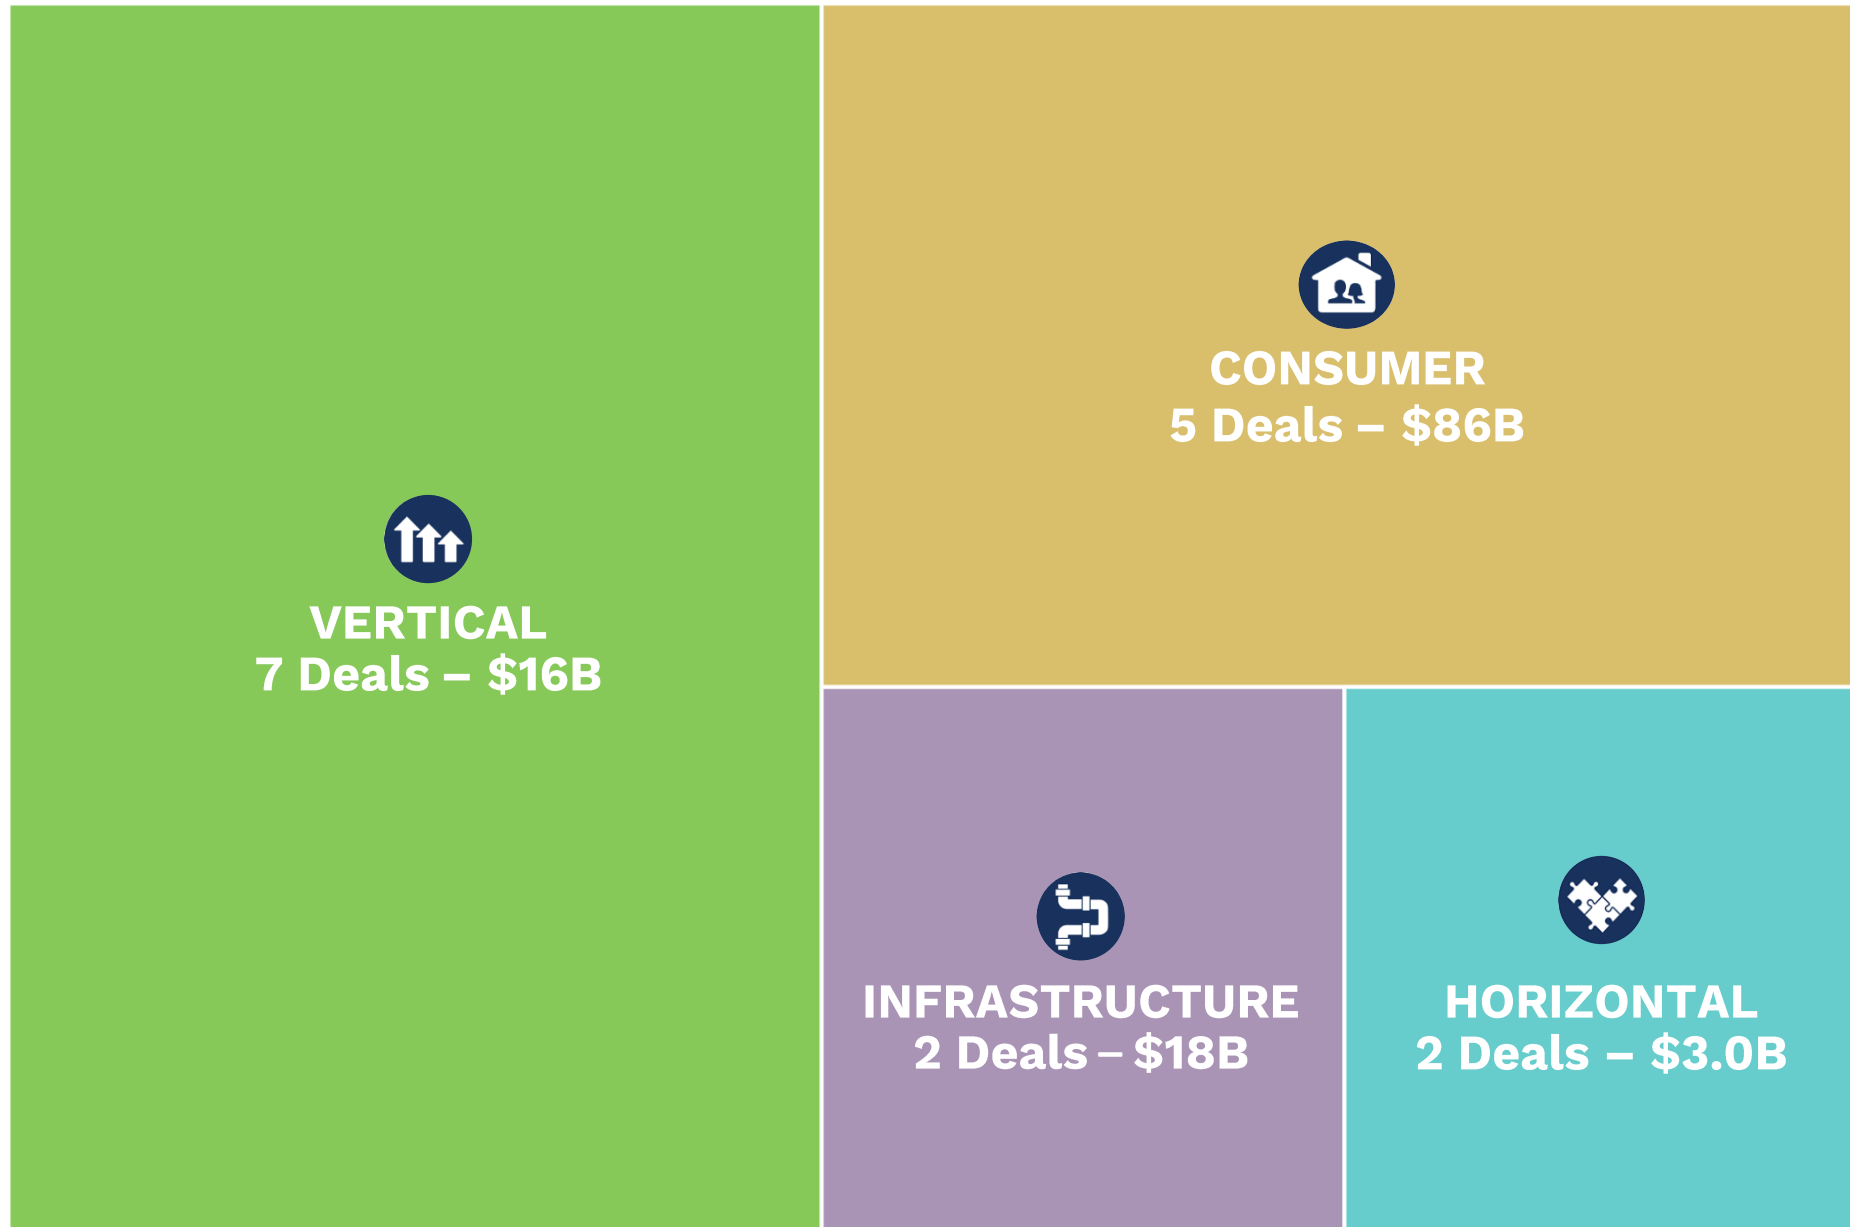 VERTICAL
7 Deals – $16B
CONSUMER
5 Deals – $86B
INFRASTRUCTURE
2 Deals – $18B
HORIZONTAL
2 Deals – $3.0B